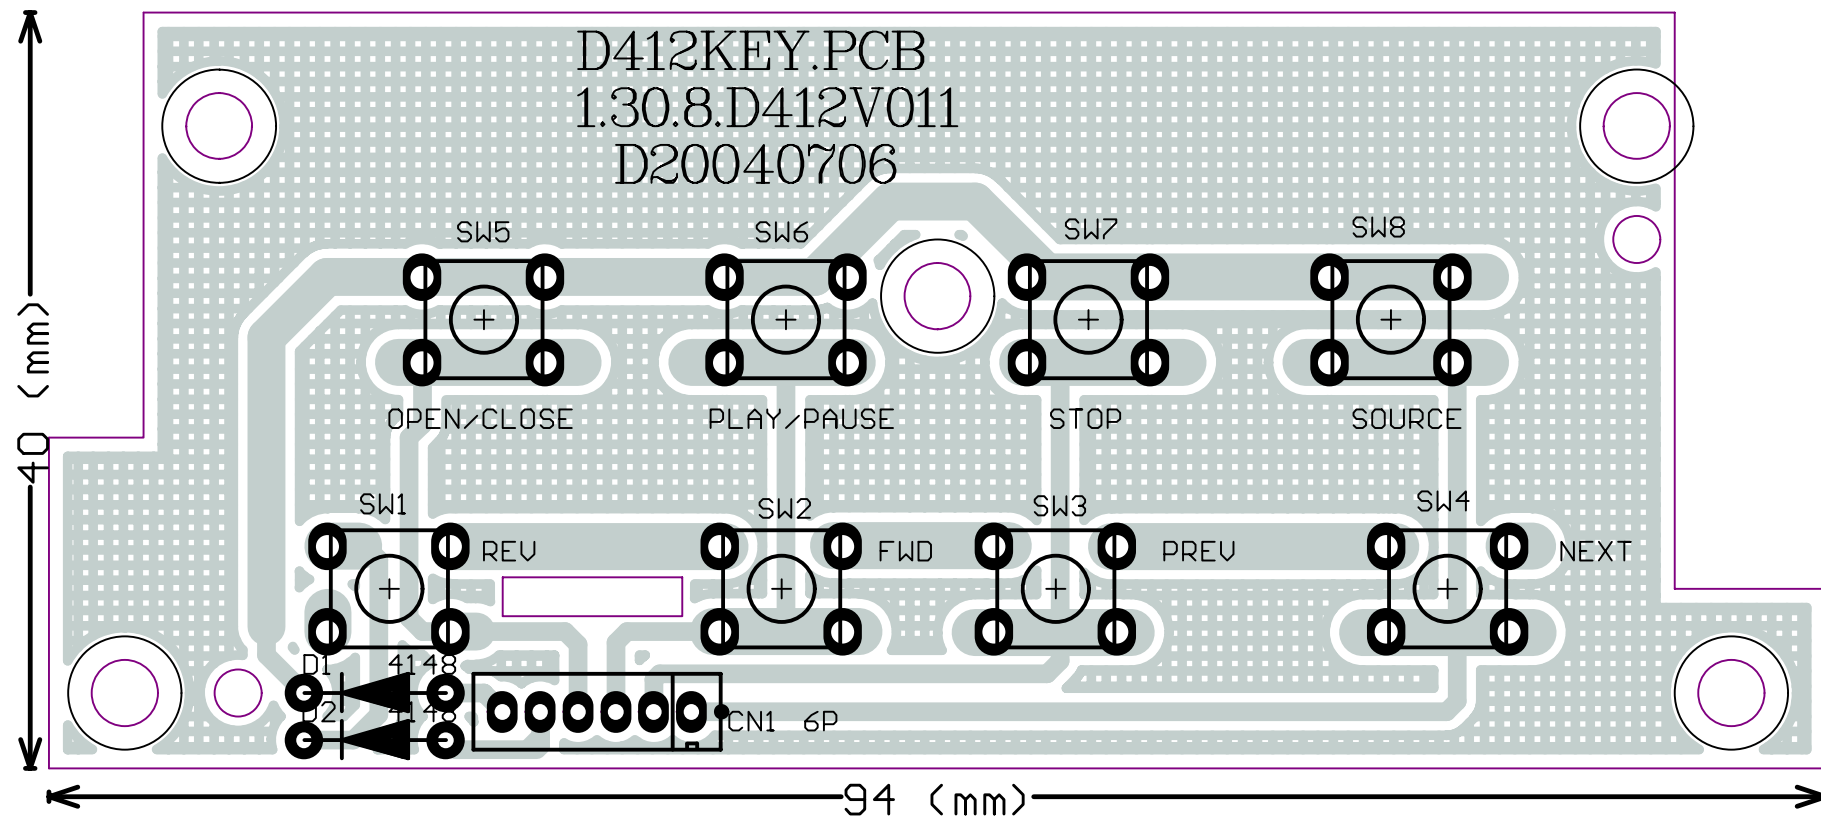 D412KEY.PCB
1.30.8.D412V011
D20040706
SW5
SW6
SW7
SW8
OPEN/CLOSE
PLAY/PAUSE
STOP
SOURCE
SW1
SW2
SW3
SW4
REV
FWD
PREV
NEXT
D1 4148
D2 4148
CN1 6P
40 (mm)
94 (mm)